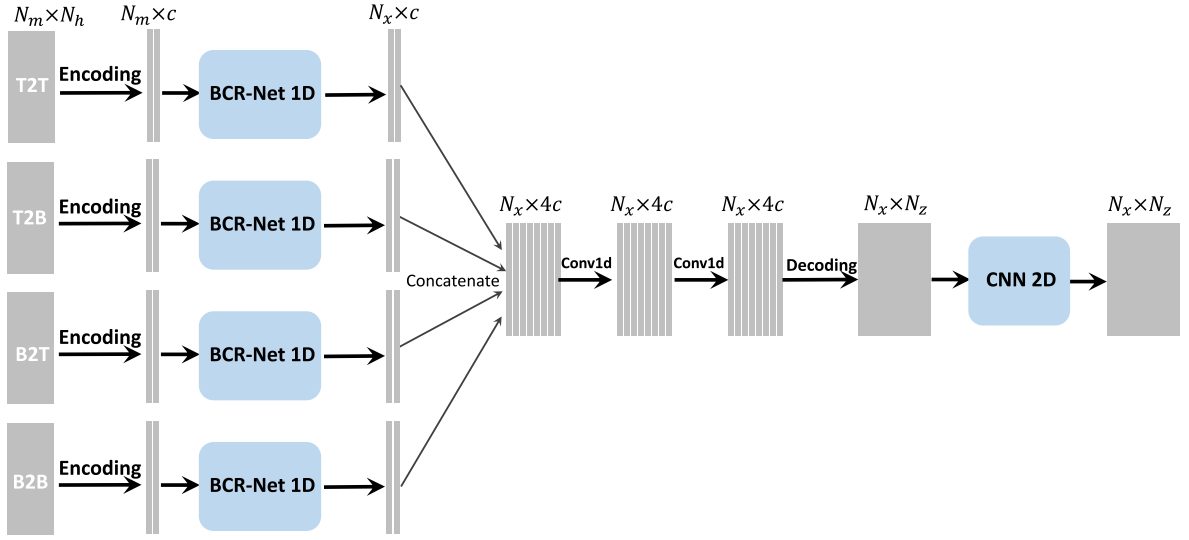 N_m×N_h
N_m×c
N_x×c
T2T
Encoding
BCR-Net 1D
T2B
Encoding
BCR-Net 1D
N_x×4c
N_x×4c
N_x×4c
N_x×N_z
N_x×N_z
Concatenate
Conv1d
Conv1d
Decoding
CNN 2D
B2T
Encoding
BCR-Net 1D
B2B
Encoding
BCR-Net 1D